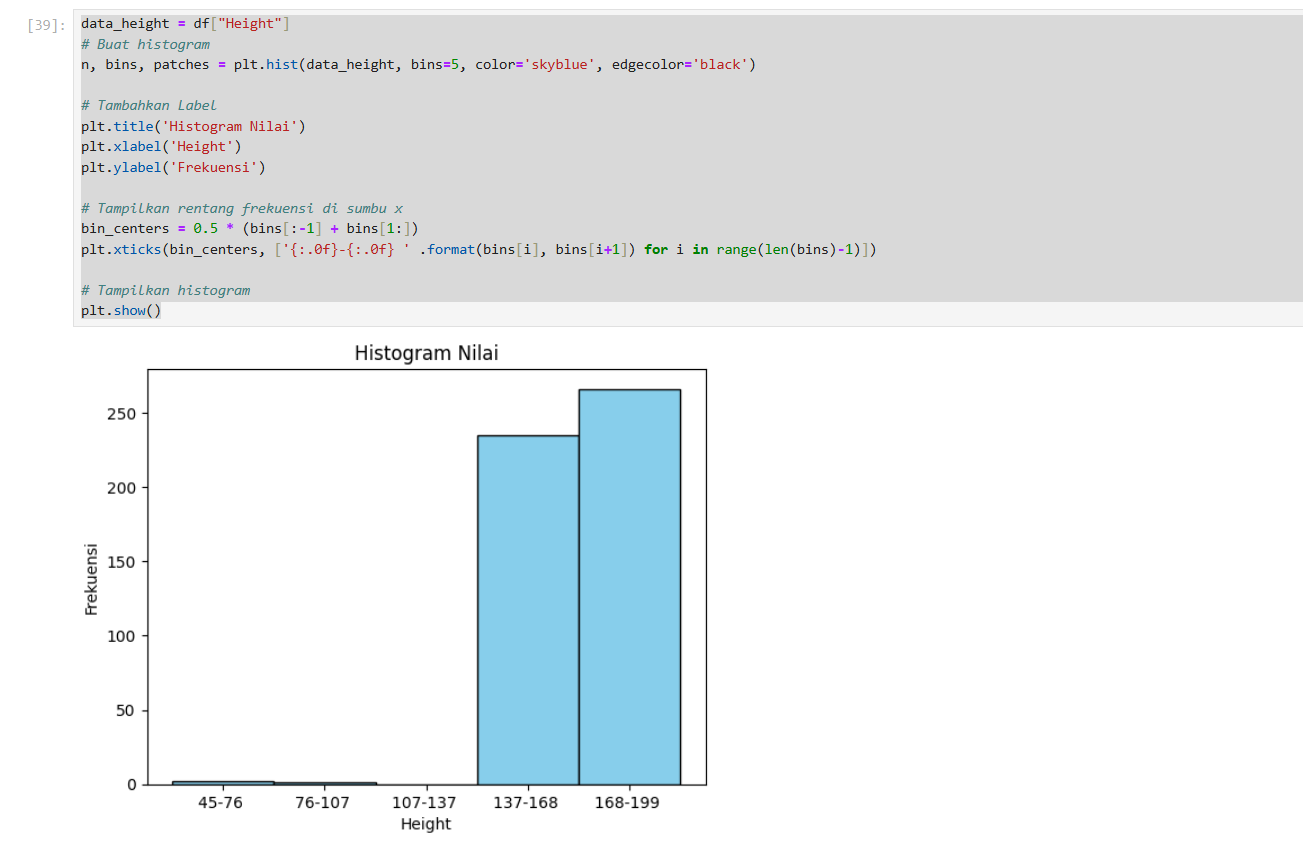 [39]:
data_height = df["Height"]
# Buat histogram
n, bins, patches = plt.hist(data_height, bins=5, color='skyblue', edgecolor='black')
# Tambahkan Label
plt.title('Histogram Nilai')
plt.xlabel('Height')
plt.ylabel('Frekuensi')
# Tampilkan rentang frekuensi di sumbu x
bin_centers = 0.5 * (bins[:-1] + bins[1:])
plt.xticks(bin_centers, ['{:.0f}-{:.0f} ' .format(bins[i], bins[i+1]) for i in range(len(bins)-1)])
# Tampilkan histogram
plt.show()
Histogram Nilai
250
200
150
100
50
0
Frekuensi
45-76 76-107 107-137 137-168 168-199
Height